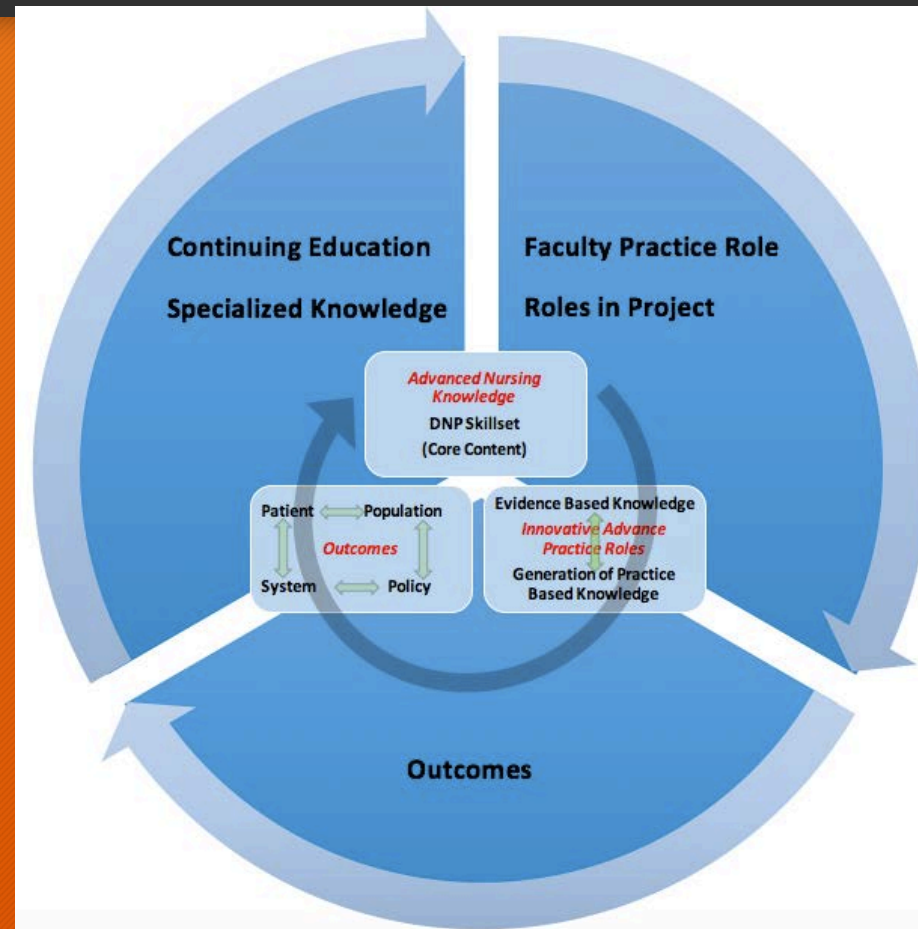 Continuing Education
Specialized Knowledge
Faculty Practice Role
Roles in Project
Advanced Nursing
Knowledge
DNP Skillset
(Core Content)
Patient Population
Outcomes
System Policy
Evidence Based Knowledge
Innovative Advance
Practice Roles
Generation of Practice
Based Knowledge
Outcomes